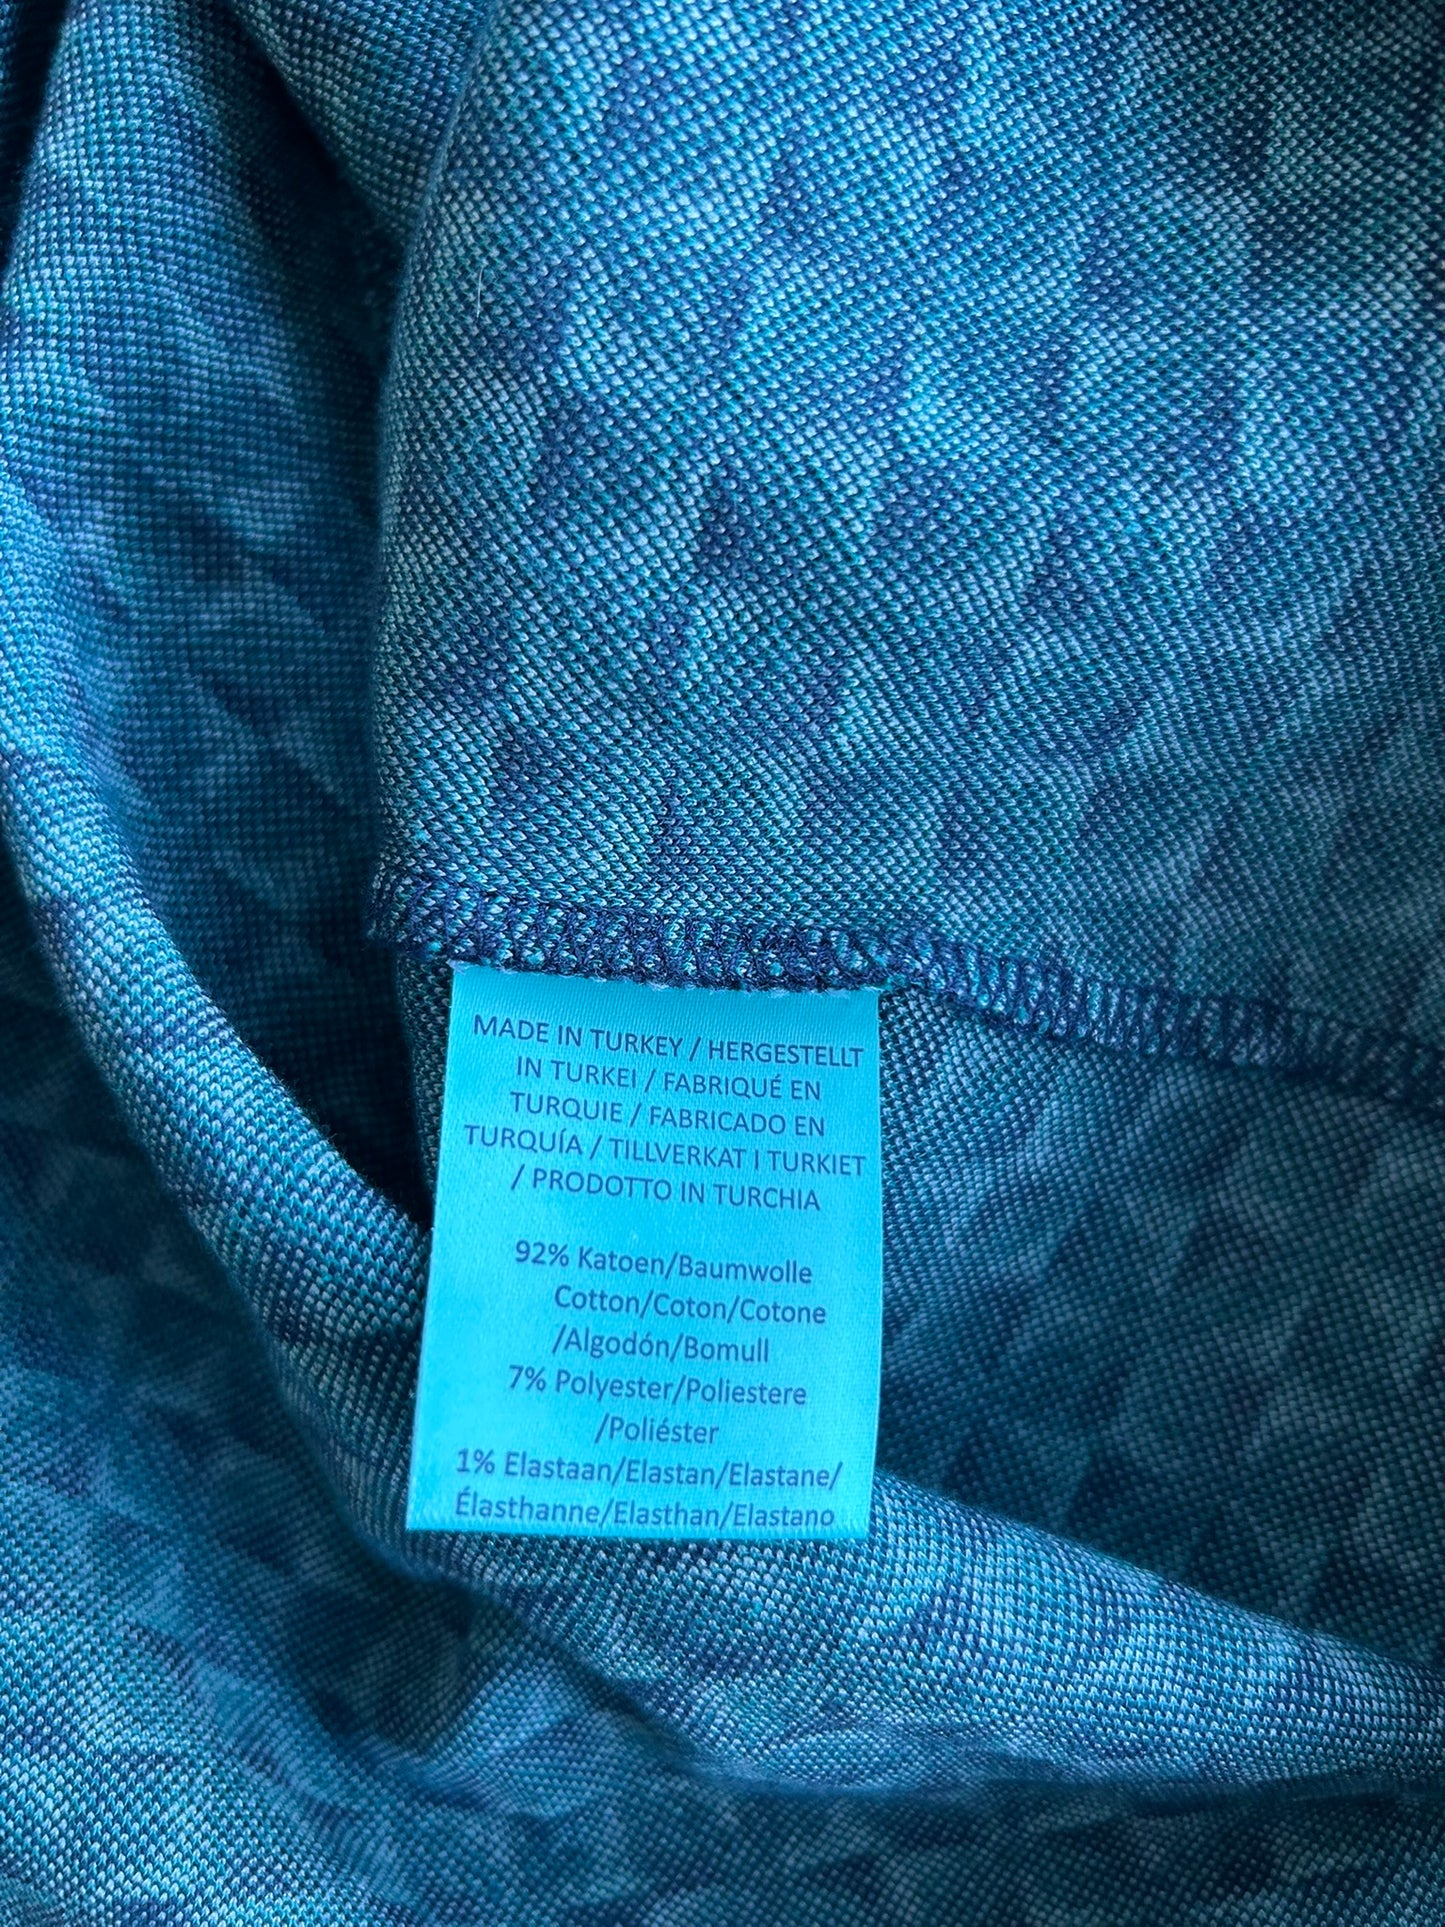 MADE IN TURKEY / HERGESTELLT
IN TURKEI / FABRIQUÉ EN
TURQUIE / FABRICADO EN
TURQUÍA / TILLVERKAT I TURKIET
/ PRODOTTO IN TURCHIA
92% Katoen/Baumwolle
Cotton/Coton/Cotone
/Algodón/Bomull
7% Polyester/Poliestere
/Poliéster
1% Elastaan/Elastan/Elastane/
Élasthanne/Elasthan/Elastano